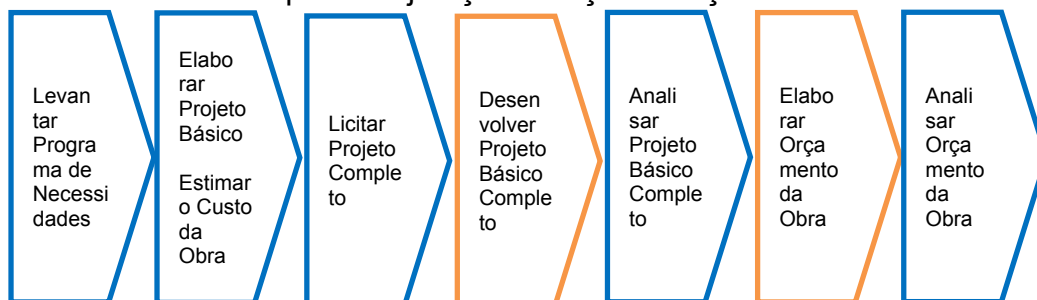 Levan
tar
Progra
ma de
Necessi
dades
Elabo
rar
Projeto
Básico
Estimar
o Custo
da
Obra
Licitar
Projeto
Comple
to
Desen
volver
Projeto
Básico
Comple
to
Anali
sar
Projeto
Básico
Comple
to
Elabo
rar
Orça
mento
da
Obra
Anali
sar
Orça
mento
da
Obra